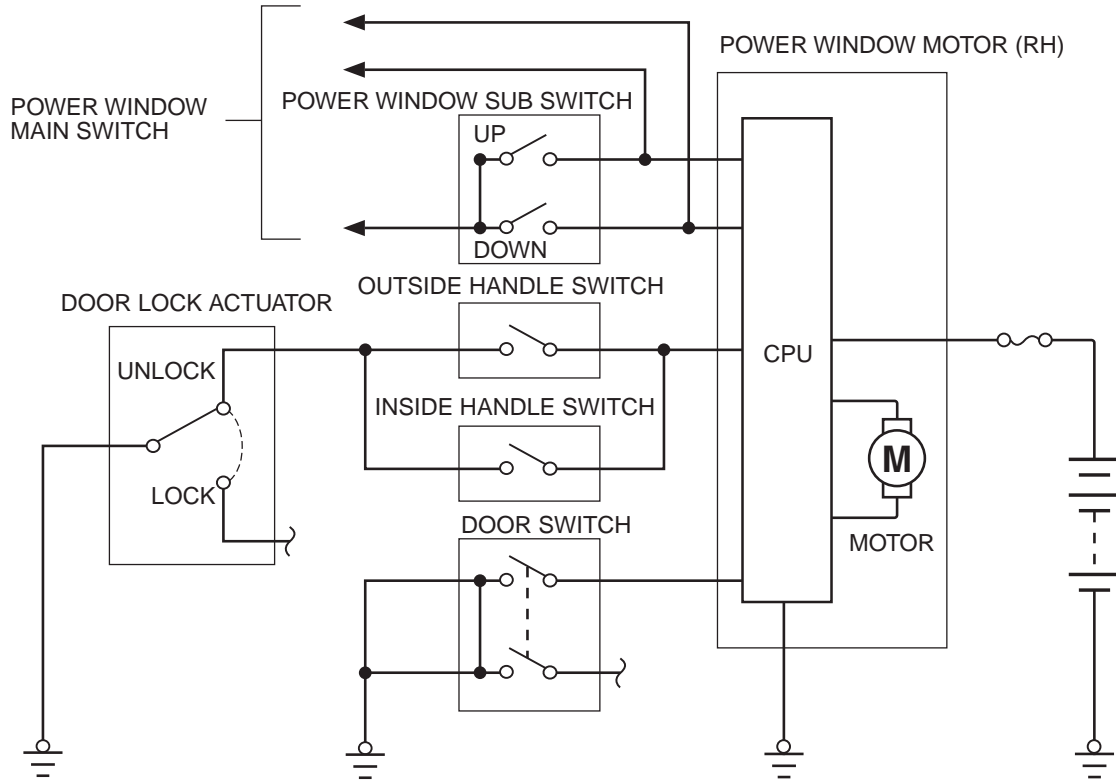 POWER WINDOW MOTOR (RH)
POWER WINDOW
MAIN SWITCH
POWER WINDOW SUB SWITCH
UP
DOWN
OUTSIDE HANDLE SWITCH
DOOR LOCK ACTUATOR
UNLOCK
CPU
INSIDE HANDLE SWITCH
M
LOCK
DOOR SWITCH
MOTOR